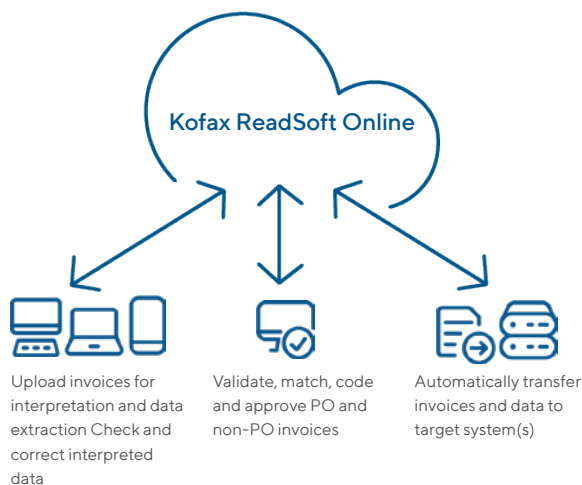 Kofax ReadSoft Online
Upload invoices for
interpretation and data
extraction Check and
correct interpreted
data
Validate, match, code
and approve PO and
non-PO invoices
Automatically transfer
invoices and data to
target system(s)